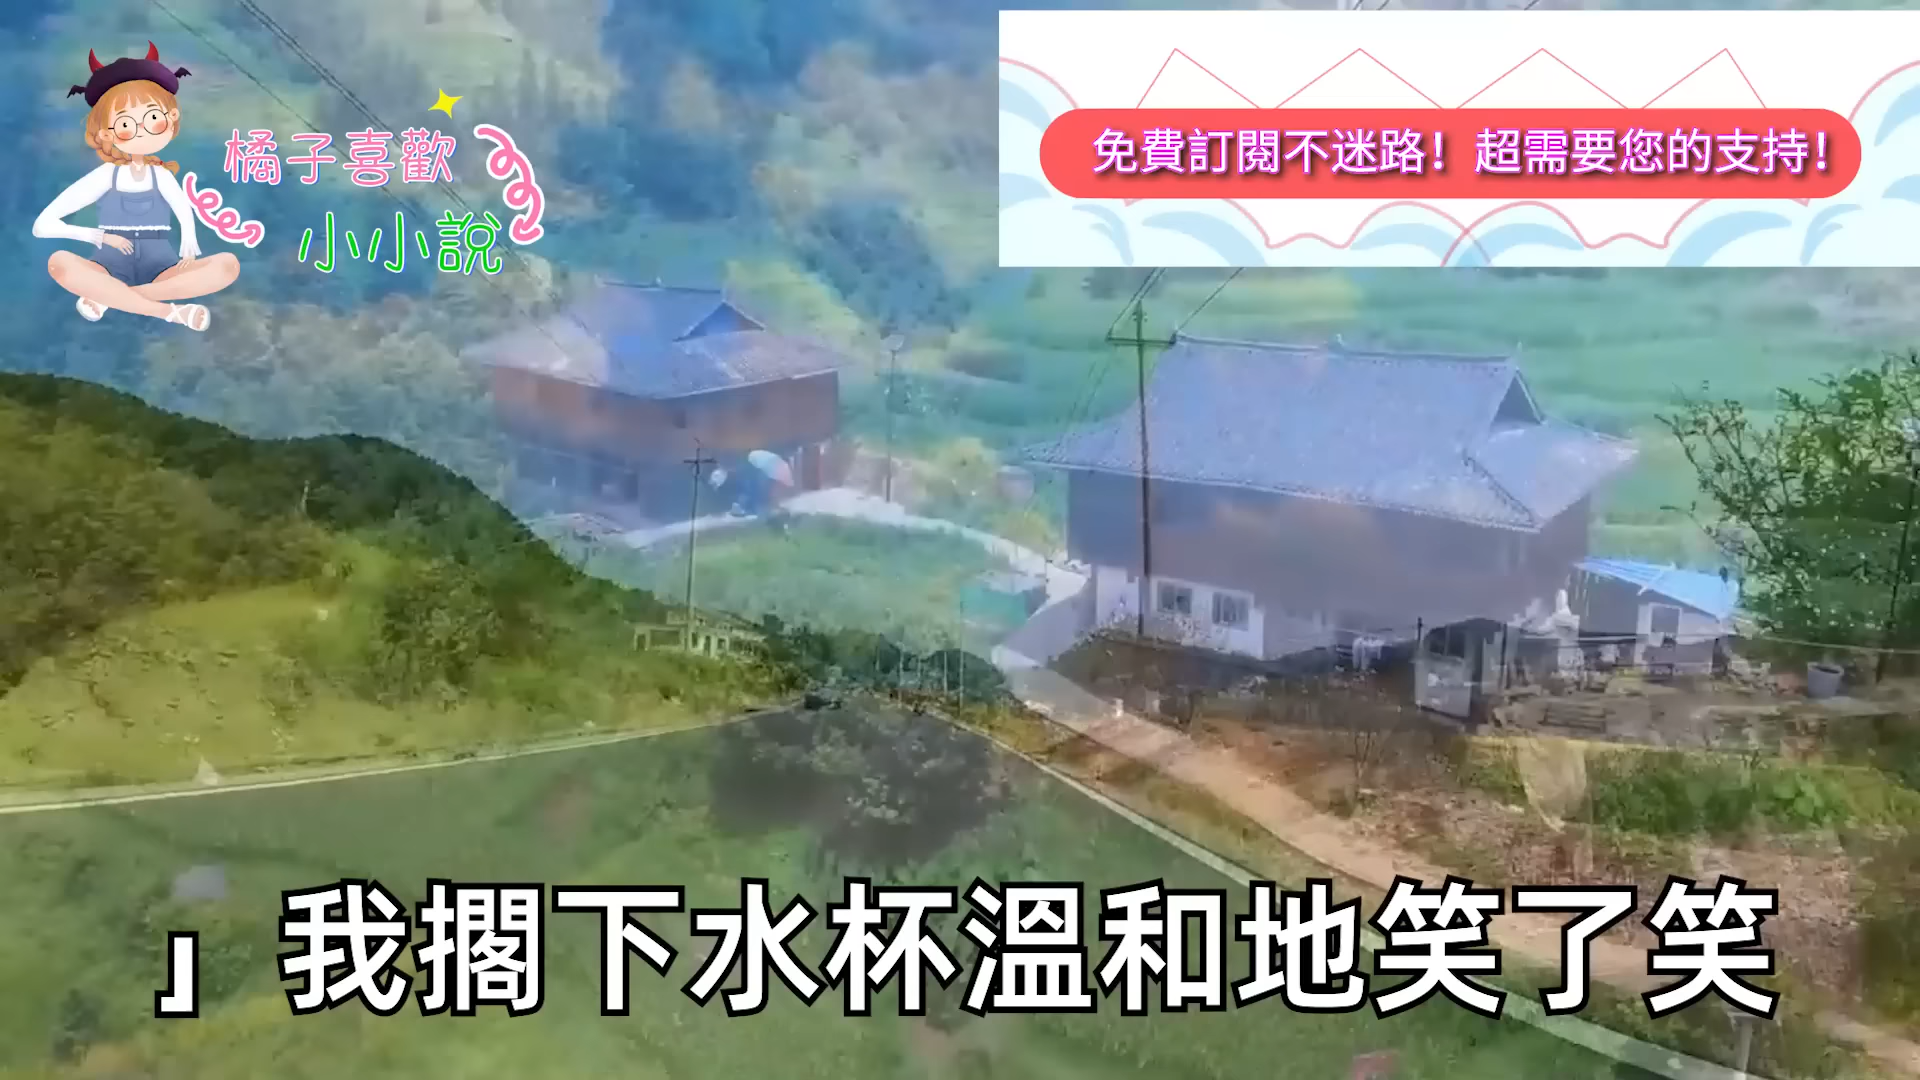 橘子喜歡
小小說
免費訂閱不迷路！超需要您的支持！
」我擱下水杯溫和地笑了笑